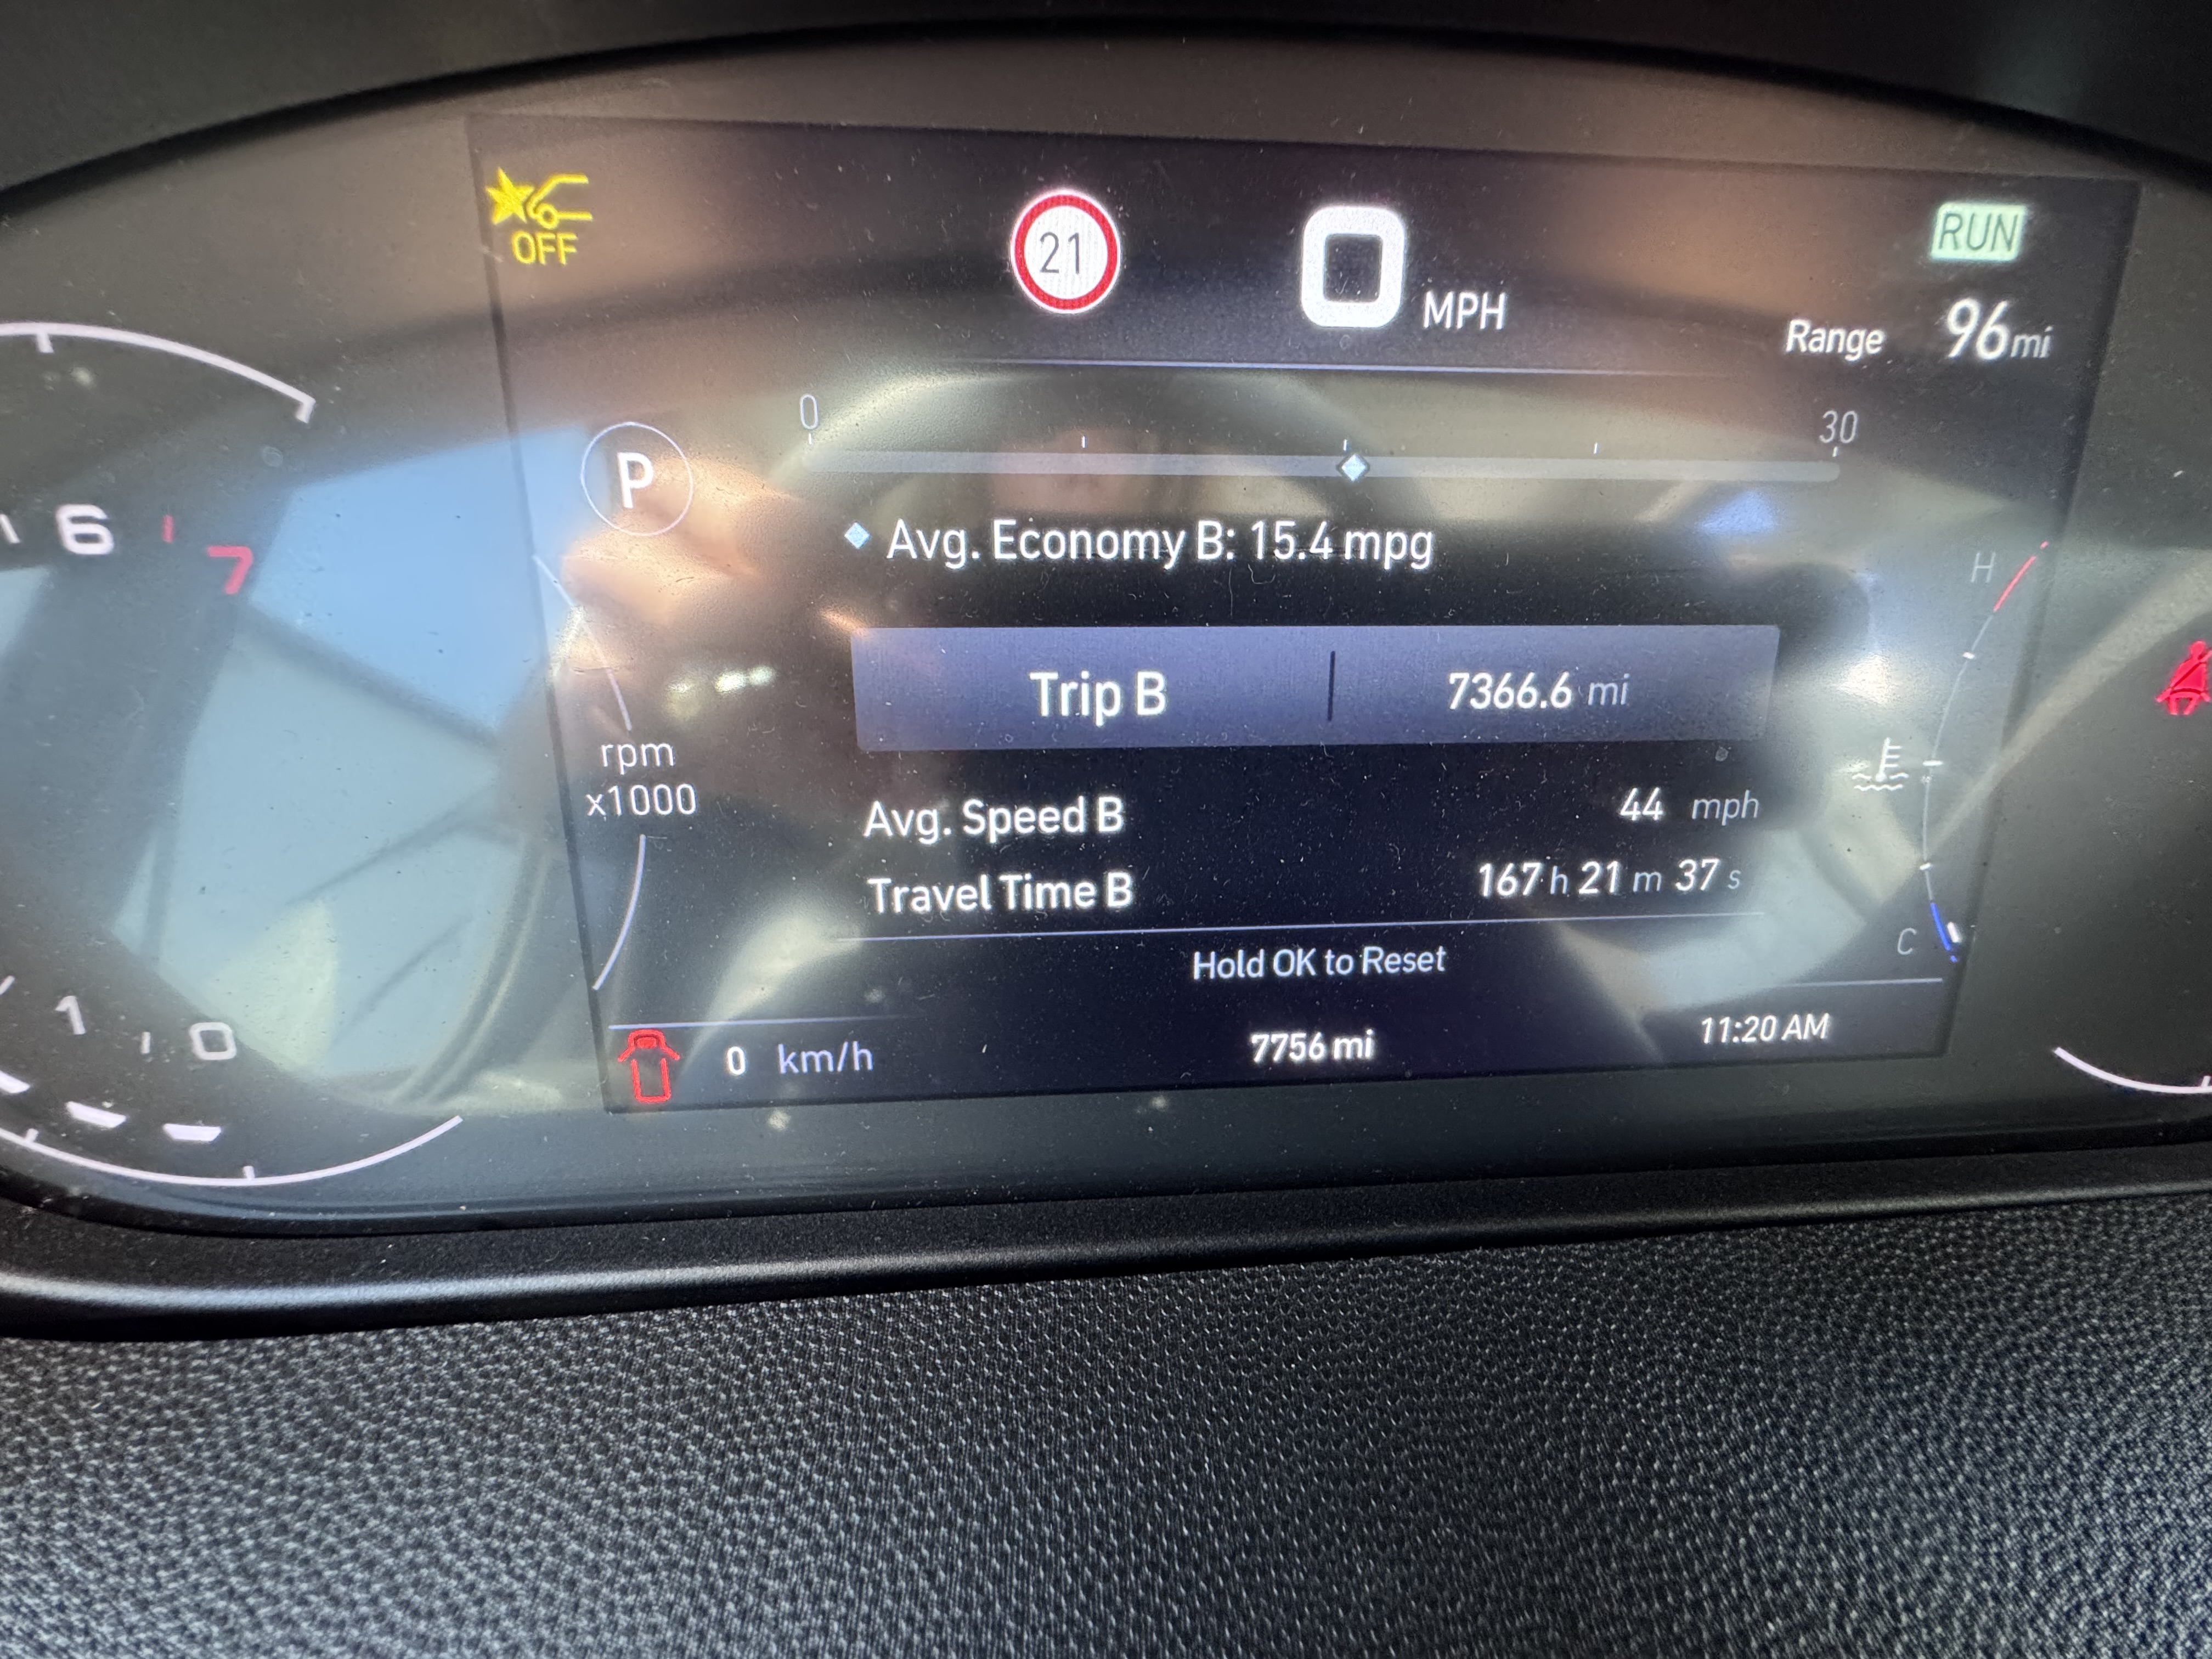 OFF
21
0 MPH
RUN
Range 96 mi
0 30
P
Avg. Economy B: 15.4 mpg
6 7
H
Trip B 7366.6 mi
rpm
x1000
Avg. Speed B 44 mph
Travel Time B 167 h 21 m 37 s
C
Hold OK to Reset
1 0
0 km/h
7756 mi
11:20 AM